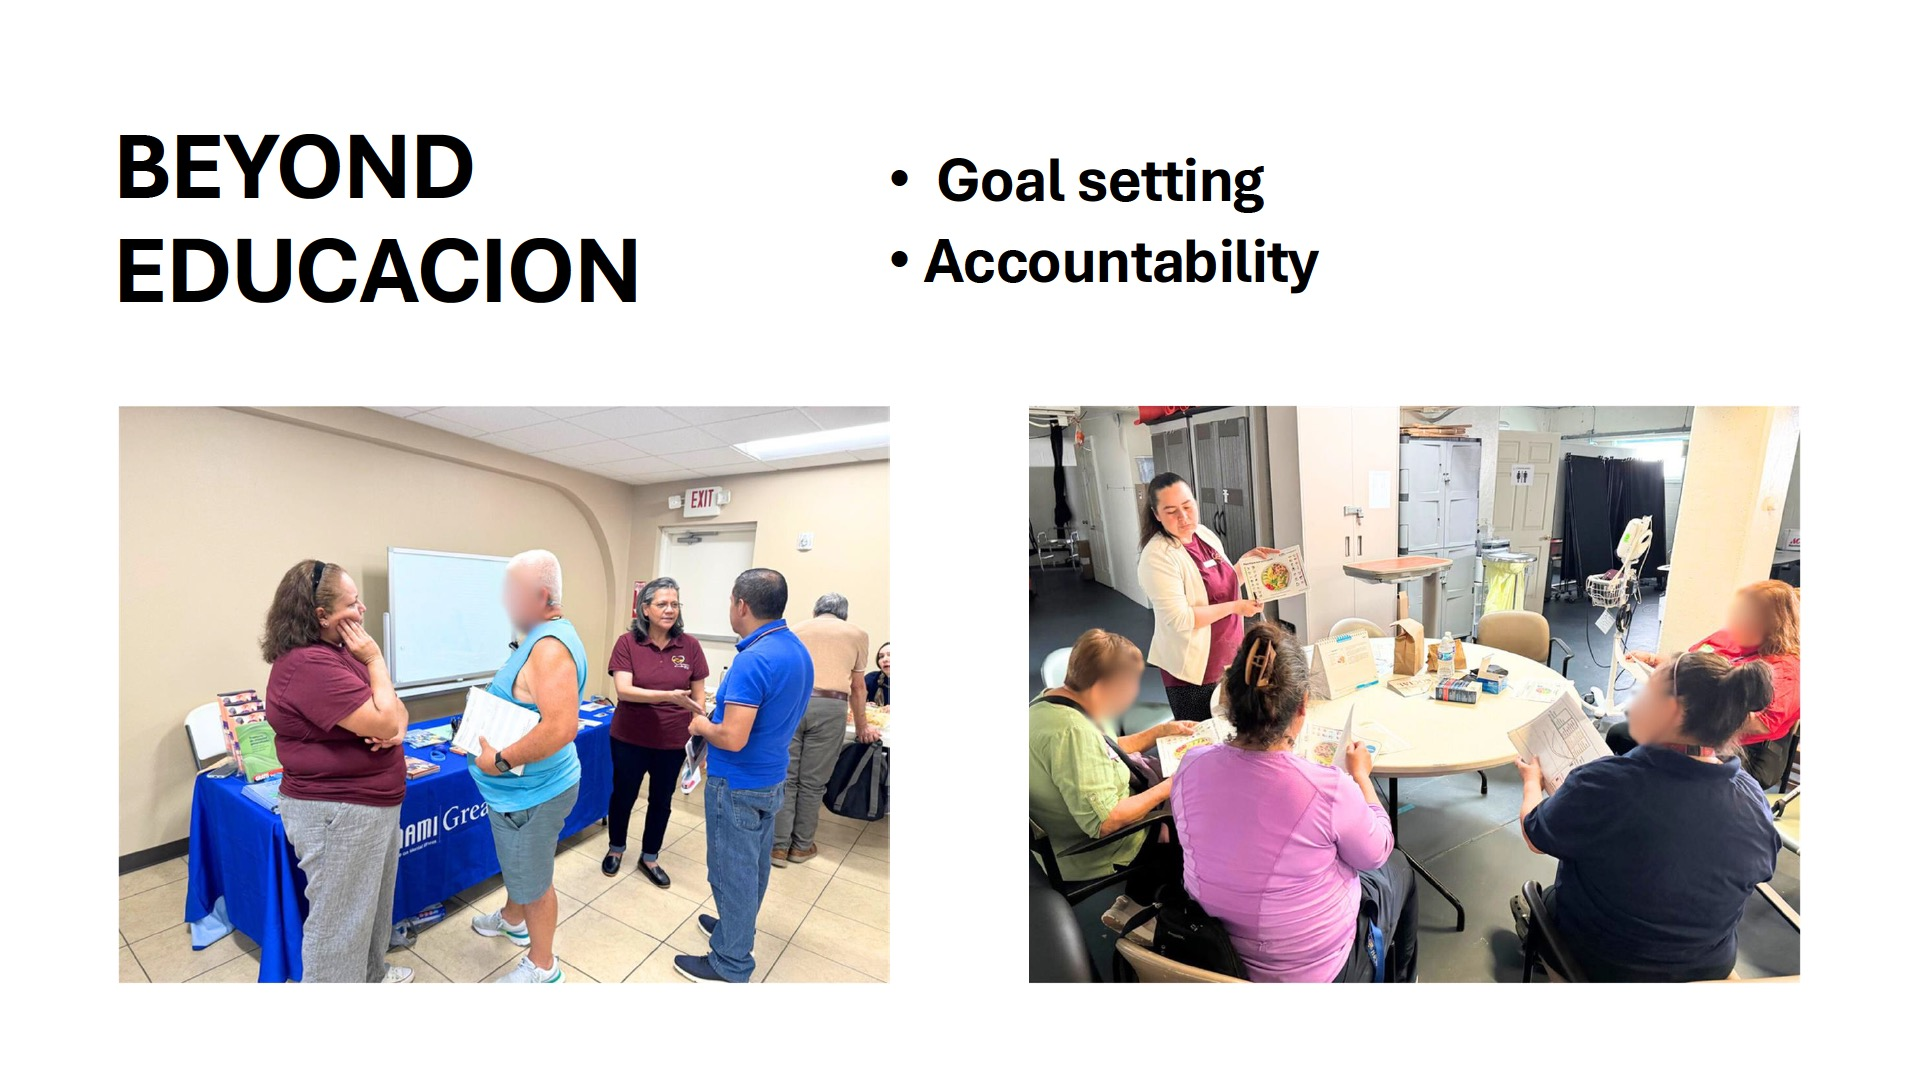 BEYOND
EDUCACION
• Goal setting
• Accountability
EXIT
NAMI Grea